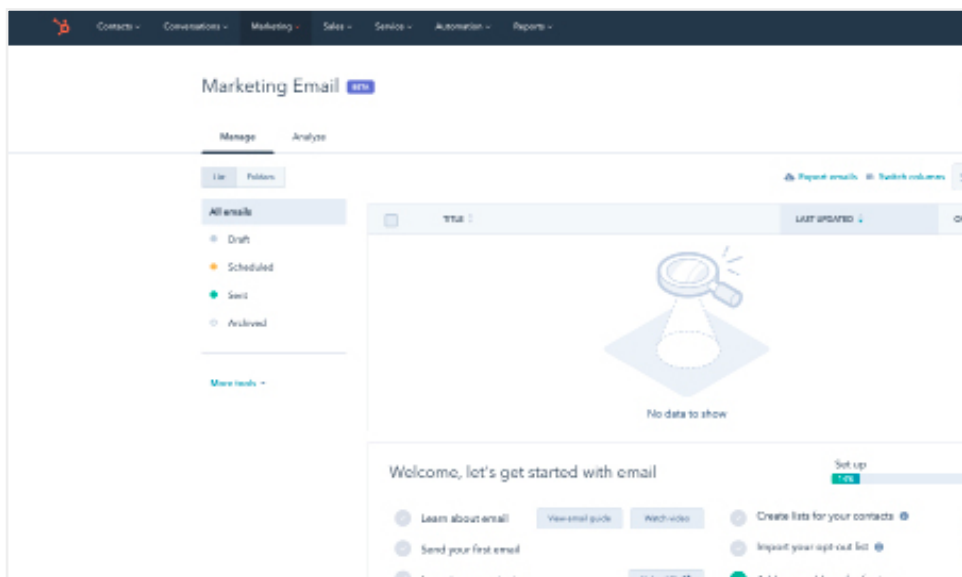 Contacts Conversations Marketing Sales Service Automation Reports
Marketing Email BETA
Manage Analyze
List Folders
Export emails Switch columns
All emails
TITLE LAST UPDATED
Draft
Scheduled
Sent
Archived
More tools
No data to show
Welcome, let's get started with email
Set up
14%
Learn about email View email guide Watch video Create lists for your contacts
Send your first email Import your opt-out list